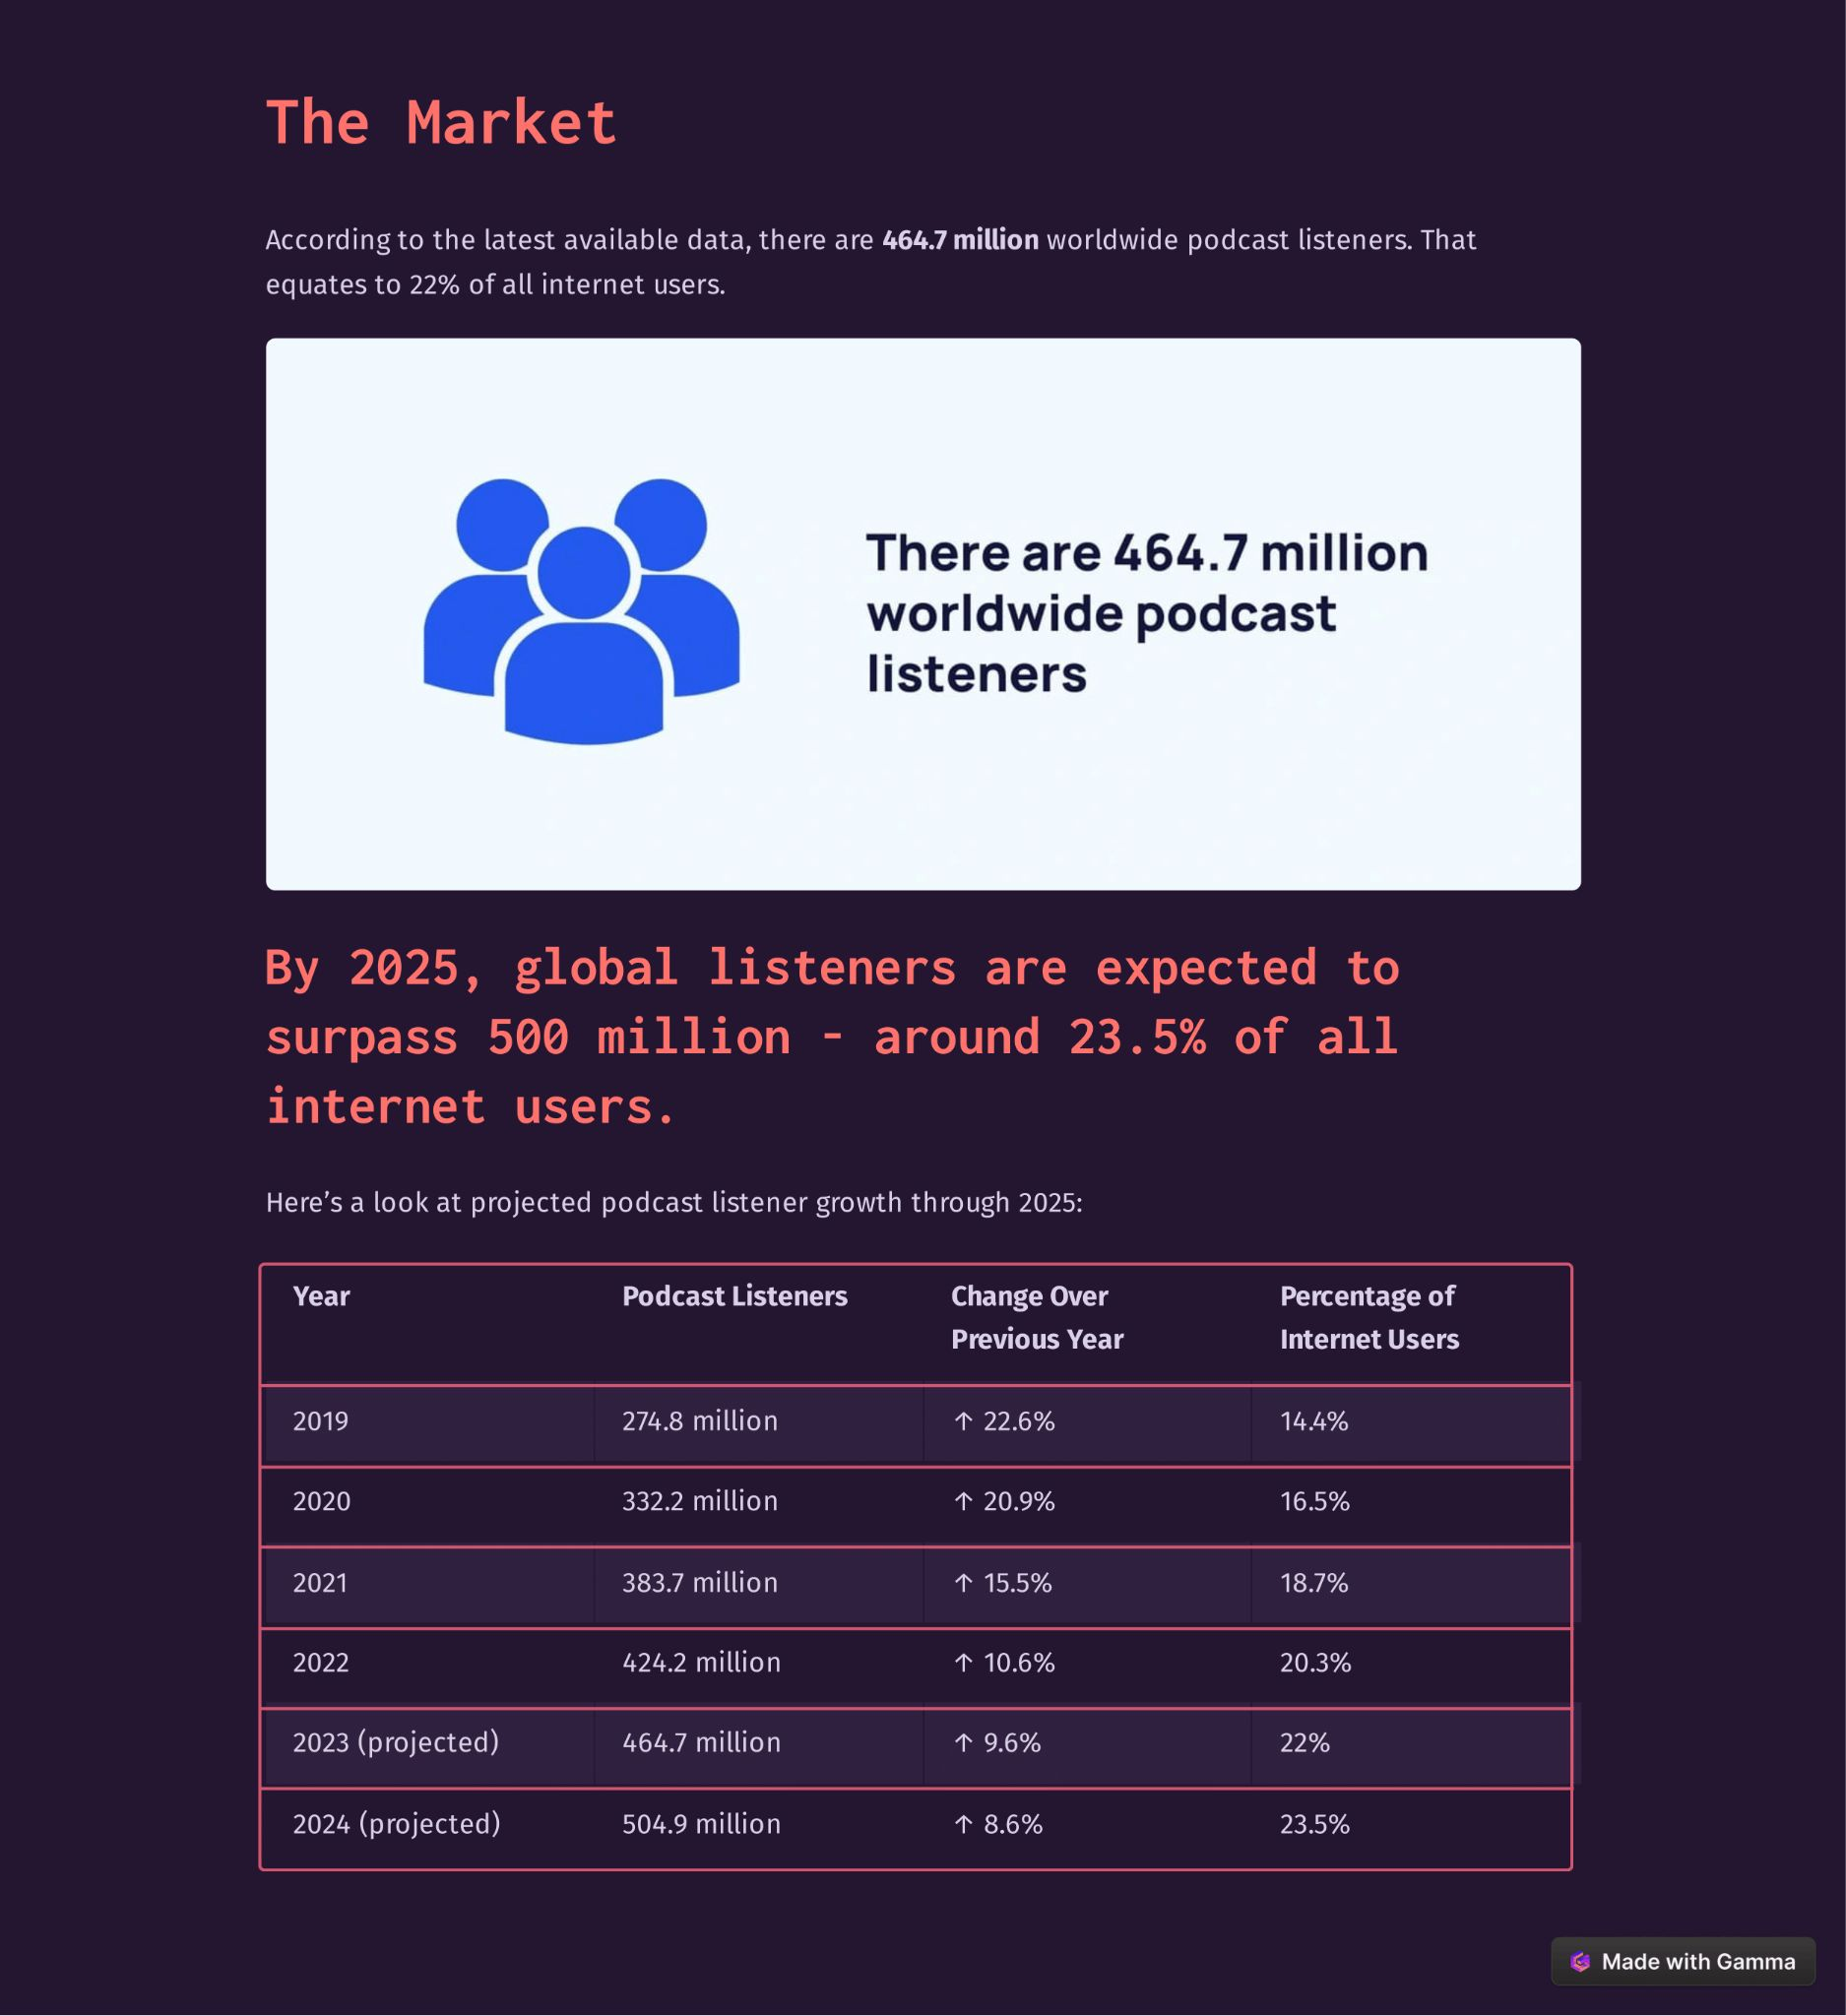 The Market
According to the latest available data, there are 464.7 million worldwide podcast listeners. That
equates to 22% of all internet users.
There are 464.7 million
worldwide podcast
listeners
By 2025, global listeners are expected to
surpass 500 million - around 23.5% of all
internet users.
Here’s a look at projected podcast listener growth through 2025:
Year Podcast Listeners Change Over Percentage of
Previous Year Internet Users
2019 274.8 million ↑ 22.6% 14.4%
2020 332.2 million ↑ 20.9% 16.5%
2021 383.7 million ↑ 15.5% 18.7%
2022 424.2 million ↑ 10.6% 20.3%
2023 (projected) 464.7 million ↑ 9.6% 22%
2024 (projected) 504.9 million ↑ 8.6% 23.5%
Made with Gamma